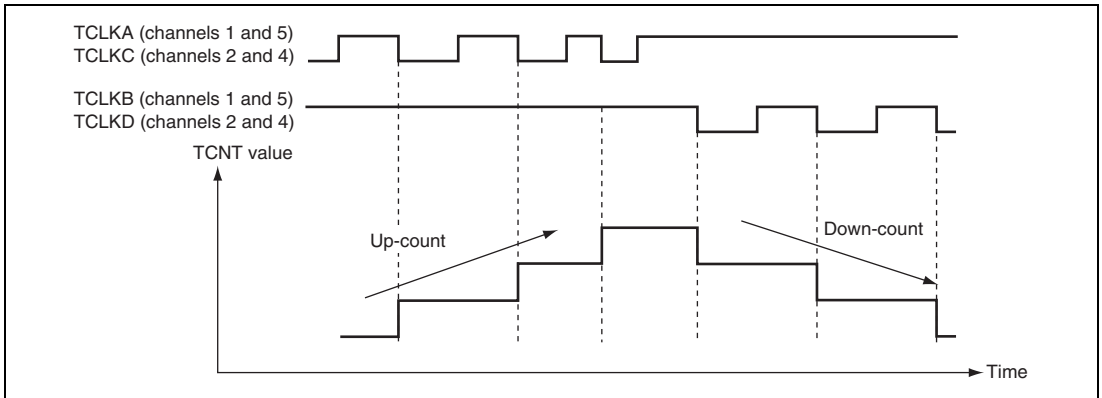 TCLKA (channels 1 and 5)
TCLKC (channels 2 and 4)
TCLKB (channels 1 and 5)
TCLKD (channels 2 and 4)
TCNT value
Up-count
Down-count
Time